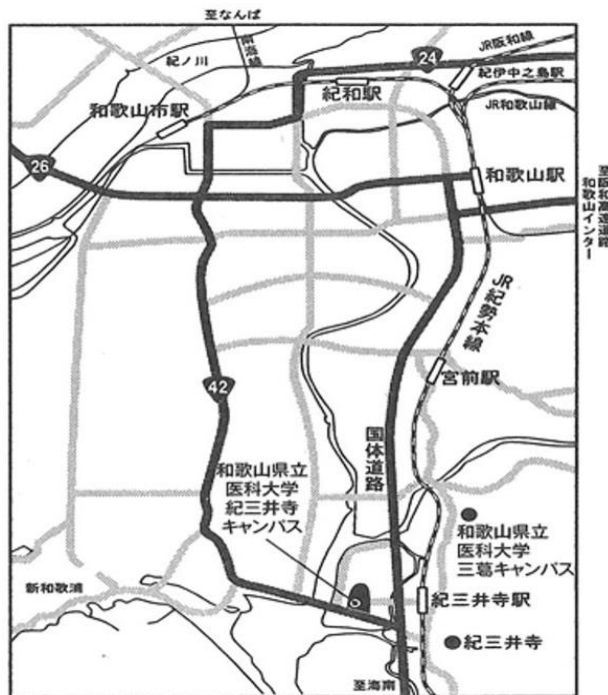 至なんば
南海線
紀ノ川
24
JR阪和線
紀伊中之島駅
紀和駅
和歌山市駅
JR和歌山線
26
和歌山駅
至阪和高速道路
和歌山インター
JR紀勢本線
宮前駅
42
国体道路
和歌山県立
医科大学
紀三井寺
キャンパス
和歌山県立
医科大学
三葛キャンパス
新和歌浦
紀三井寺駅
紀三井寺
至海南